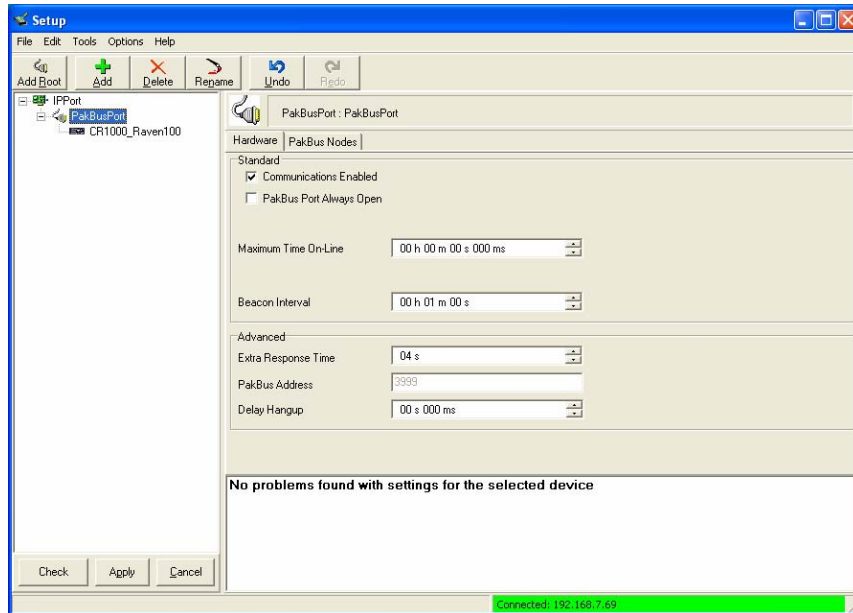 Setup
File Edit Tools Options Help
Add Root Add Delete Rename Undo Redo
IPPort
PakBusPort
CR1000_Raven100
PakBusPort : PakBusPort
Hardware PakBus Nodes
Standard
Communications Enabled
PakBus Port Always Open
Maximum Time On-Line 00 h 00 m 00 s 000 ms
Beacon Interval 00 h 01 m 00 s
Advanced
Extra Response Time 04 s
PakBus Address 3999
Delay Hangup 00 s 000 ms
No problems found with settings for the selected device
Check Apply Cancel
Connected: 192.168.7.69